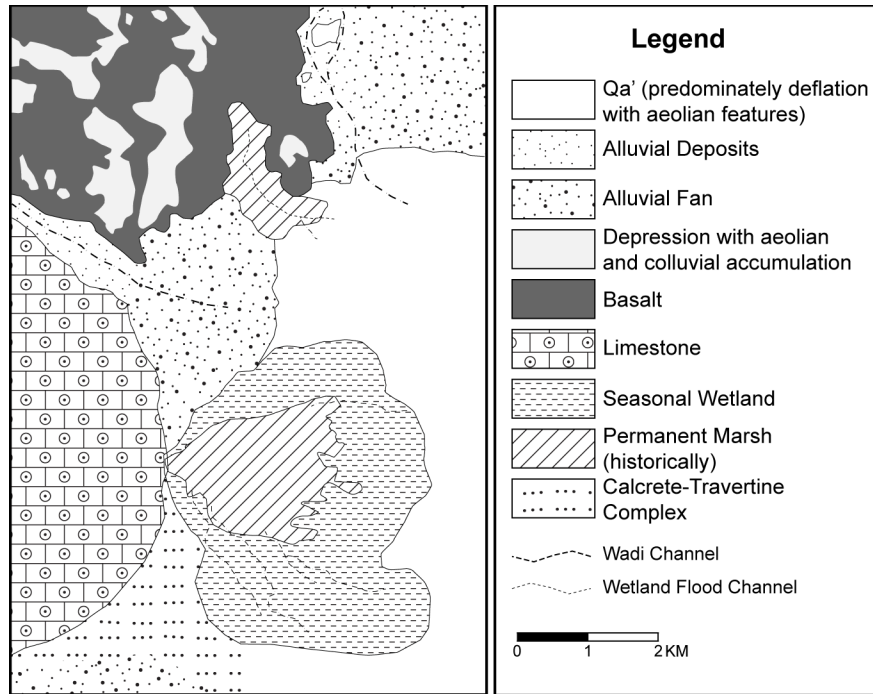 Legend
Qa’ (predominately deflation
with aeolian features)
Alluvial Deposits
Alluvial Fan
Depression with aeolian
and colluvial accumulation
Basalt
Limestone
Seasonal Wetland
Permanent Marsh
(historically)
Calcrete-Travertine
Complex
Wadi Channel
Wetland Flood Channel
0 1 2 KM